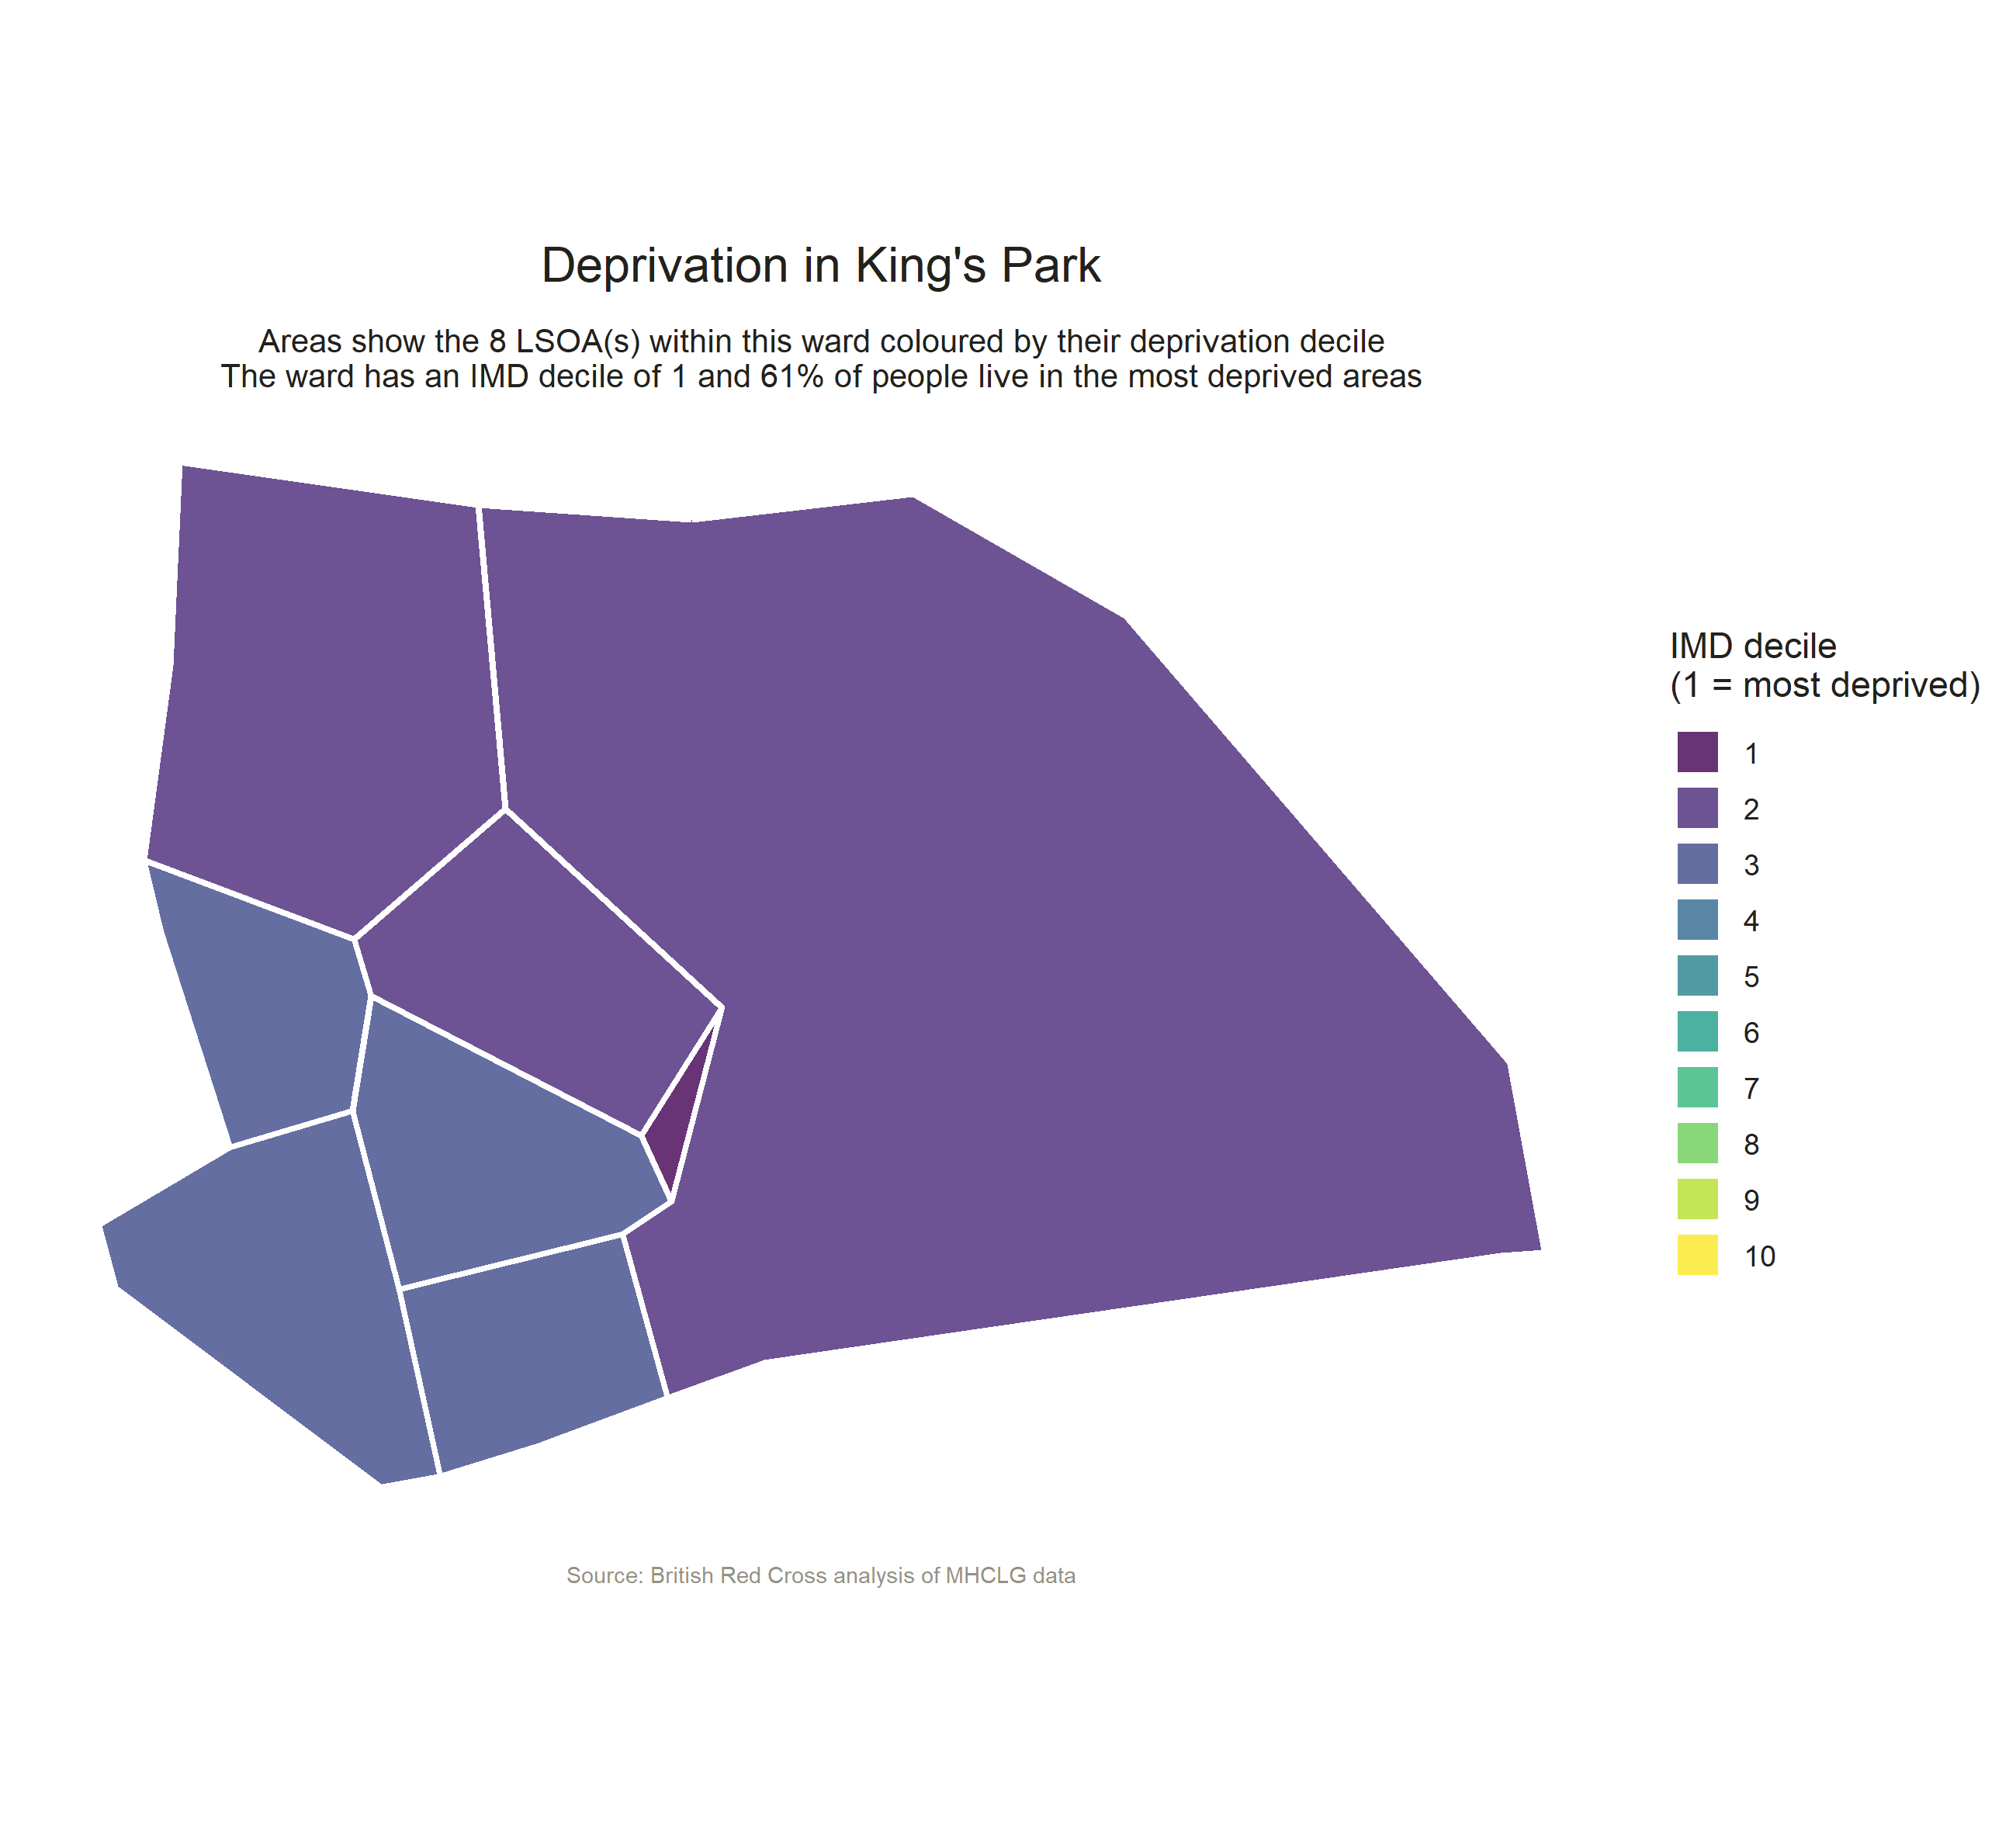 Deprivation in King's Park
Areas show the 8 LSOA(s) within this ward coloured by their deprivation decile
The ward has an IMD decile of 1 and 61% of people live in the most deprived areas
IMD decile
(1 = most deprived)
1
2
3
4
5
6
7
8
9
10
Source: British Red Cross analysis of MHCLG data